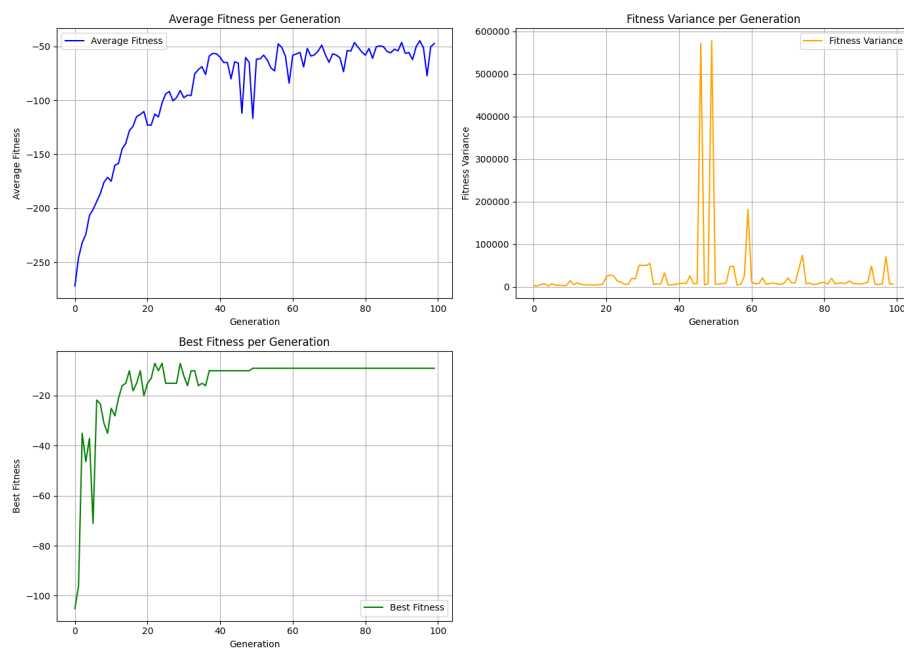 Average Fitness per Generation
Average Fitness
−50
−100
−150
−200
−250
Average Fitness
0
20
40
60
80
100
Generation
Fitness Variance per Generation
Fitness Variance
600000
500000
400000
300000
200000
100000
0
Fitness Variance
0
20
40
60
80
100
Generation
Best Fitness per Generation
−20
−40
−60
−80
−100
Best Fitness
Best Fitness
0
20
40
60
80
100
Generation